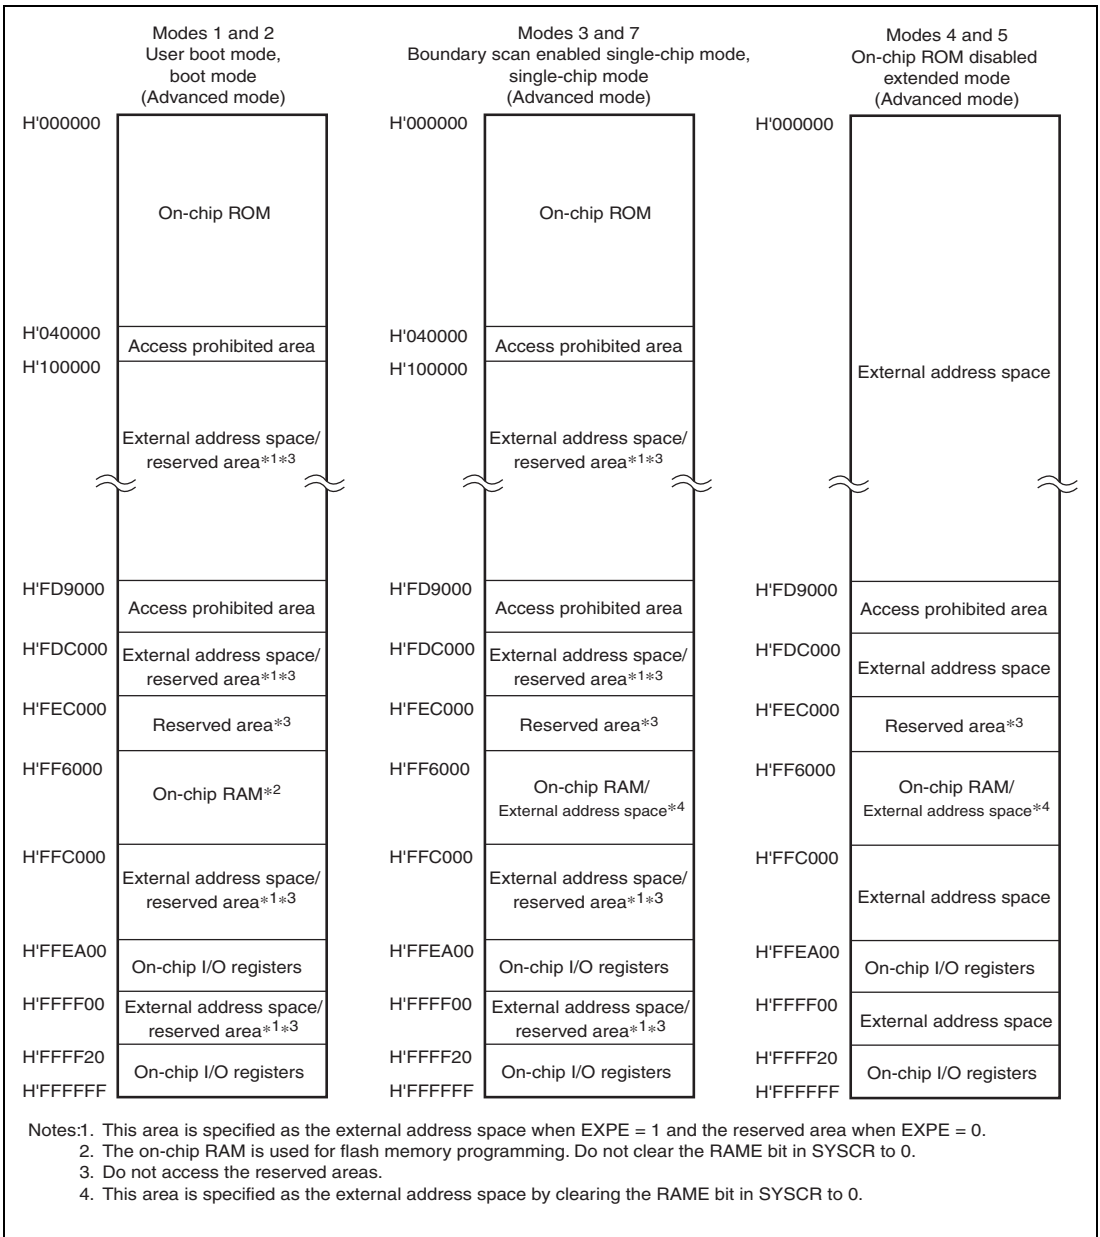 Modes 1 and 2
User boot mode,
boot mode
(Advanced mode)
H'000000
On-chip ROM
H'040000
Access prohibited area
H'100000
External address space/
reserved area*1*3
H'FD9000
Access prohibited area
H'FDC000
External address space/
reserved area*1*3
H'FEC000
Reserved area*3
H'FF6000
On-chip RAM*2
H'FFC000
External address space/
reserved area*1*3
H'FFEA00
On-chip I/O registers
H'FFFF00
External address space/
reserved area*1*3
H'FFFF20
On-chip I/O registers
H'FFFFFF
Modes 3 and 7
Boundary scan enabled single-chip mode,
single-chip mode
(Advanced mode)
H'000000
On-chip ROM
H'040000
Access prohibited area
H'100000
External address space/
reserved area*1*3
H'FD9000
Access prohibited area
H'FDC000
External address space/
reserved area*1*3
H'FEC000
Reserved area*3
H'FF6000
On-chip RAM/
External address space*4
H'FFC000
External address space/
reserved area*1*3
H'FFEA00
On-chip I/O registers
H'FFFF00
External address space/
reserved area*1*3
H'FFFF20
On-chip I/O registers
H'FFFFFF
Modes 4 and 5
On-chip ROM disabled
extended mode
(Advanced mode)
H'000000
External address space
H'FD9000
Access prohibited area
H'FDC000
External address space
H'FEC000
Reserved area*3
H'FF6000
On-chip RAM/
External address space*4
H'FFC000
External address space
H'FFEA00
On-chip I/O registers
H'FFFF00
External address space
H'FFFF20
On-chip I/O registers
H'FFFFFF
Notes:1. This area is specified as the external address space when EXPE = 1 and the reserved area when EXPE = 0.
2. The on-chip RAM is used for flash memory programming. Do not clear the RAME bit in SYSCR to 0.
3. Do not access the reserved areas.
4. This area is specified as the external address space by clearing the RAME bit in SYSCR to 0.